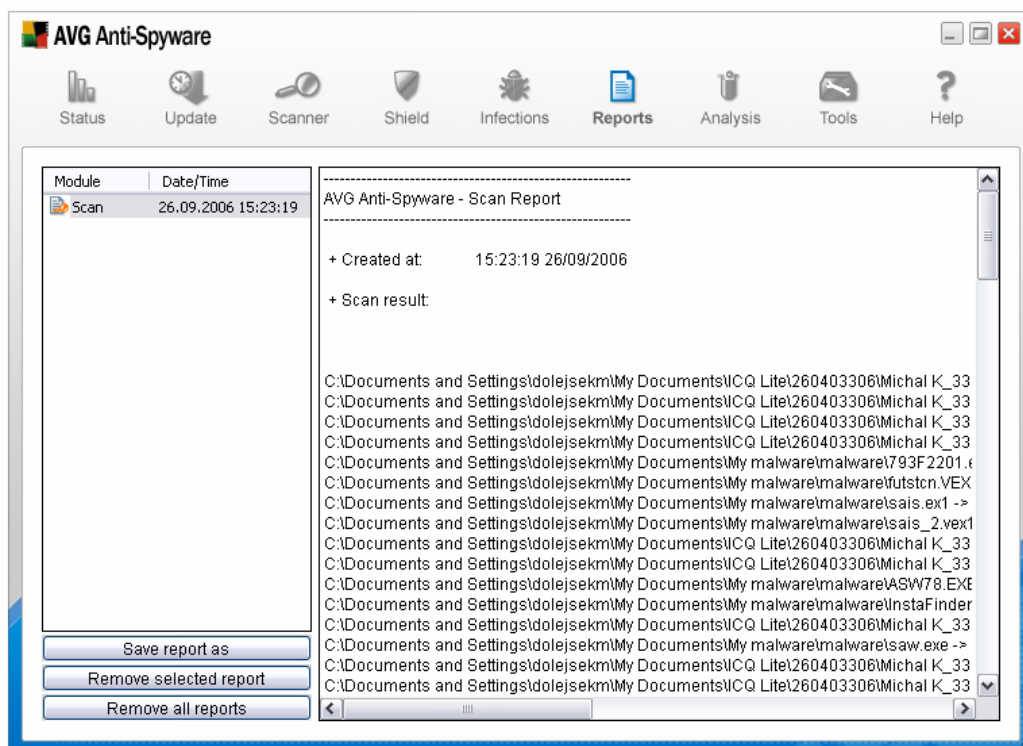 AVG Anti-Spyware
Status Update Scanner Shield Infections Reports Analysis Tools Help
Module Date/Time
Scan 26.09.2006 15:23:19
Save report as
Remove selected report
Remove all reports
---------------------------------------------------------
AVG Anti-Spyware - Scan Report
---------------------------------------------------------
+ Created at: 15:23:19 26/09/2006
+ Scan result:
C:\Documents and Settings\dolejsekm\My Documents\ICQ Lite\260403306\Michal K_33
C:\Documents and Settings\dolejsekm\My Documents\ICQ Lite\260403306\Michal K_33
C:\Documents and Settings\dolejsekm\My Documents\ICQ Lite\260403306\Michal K_33
C:\Documents and Settings\dolejsekm\My Documents\ICQ Lite\260403306\Michal K_33
C:\Documents and Settings\dolejsekm\My Documents\My malware\malware\793F2201.e
C:\Documents and Settings\dolejsekm\My Documents\My malware\malware\futstcn.VEX
C:\Documents and Settings\dolejsekm\My Documents\My malware\malware\sais.ex1 ->
C:\Documents and Settings\dolejsekm\My Documents\My malware\malware\sais_2.vex1
C:\Documents and Settings\dolejsekm\My Documents\ICQ Lite\260403306\Michal K_33
C:\Documents and Settings\dolejsekm\My Documents\ICQ Lite\260403306\Michal K_33
C:\Documents and Settings\dolejsekm\My Documents\My malware\malware\ASW78.EXE
C:\Documents and Settings\dolejsekm\My Documents\My malware\malware\InstaFinder
C:\Documents and Settings\dolejsekm\My Documents\ICQ Lite\260403306\Michal K_33
C:\Documents and Settings\dolejsekm\My Documents\My malware\malware\saw.exe ->
C:\Documents and Settings\dolejsekm\My Documents\ICQ Lite\260403306\Michal K_33
C:\Documents and Settings\dolejsekm\My Documents\ICQ Lite\260403306\Michal K_33